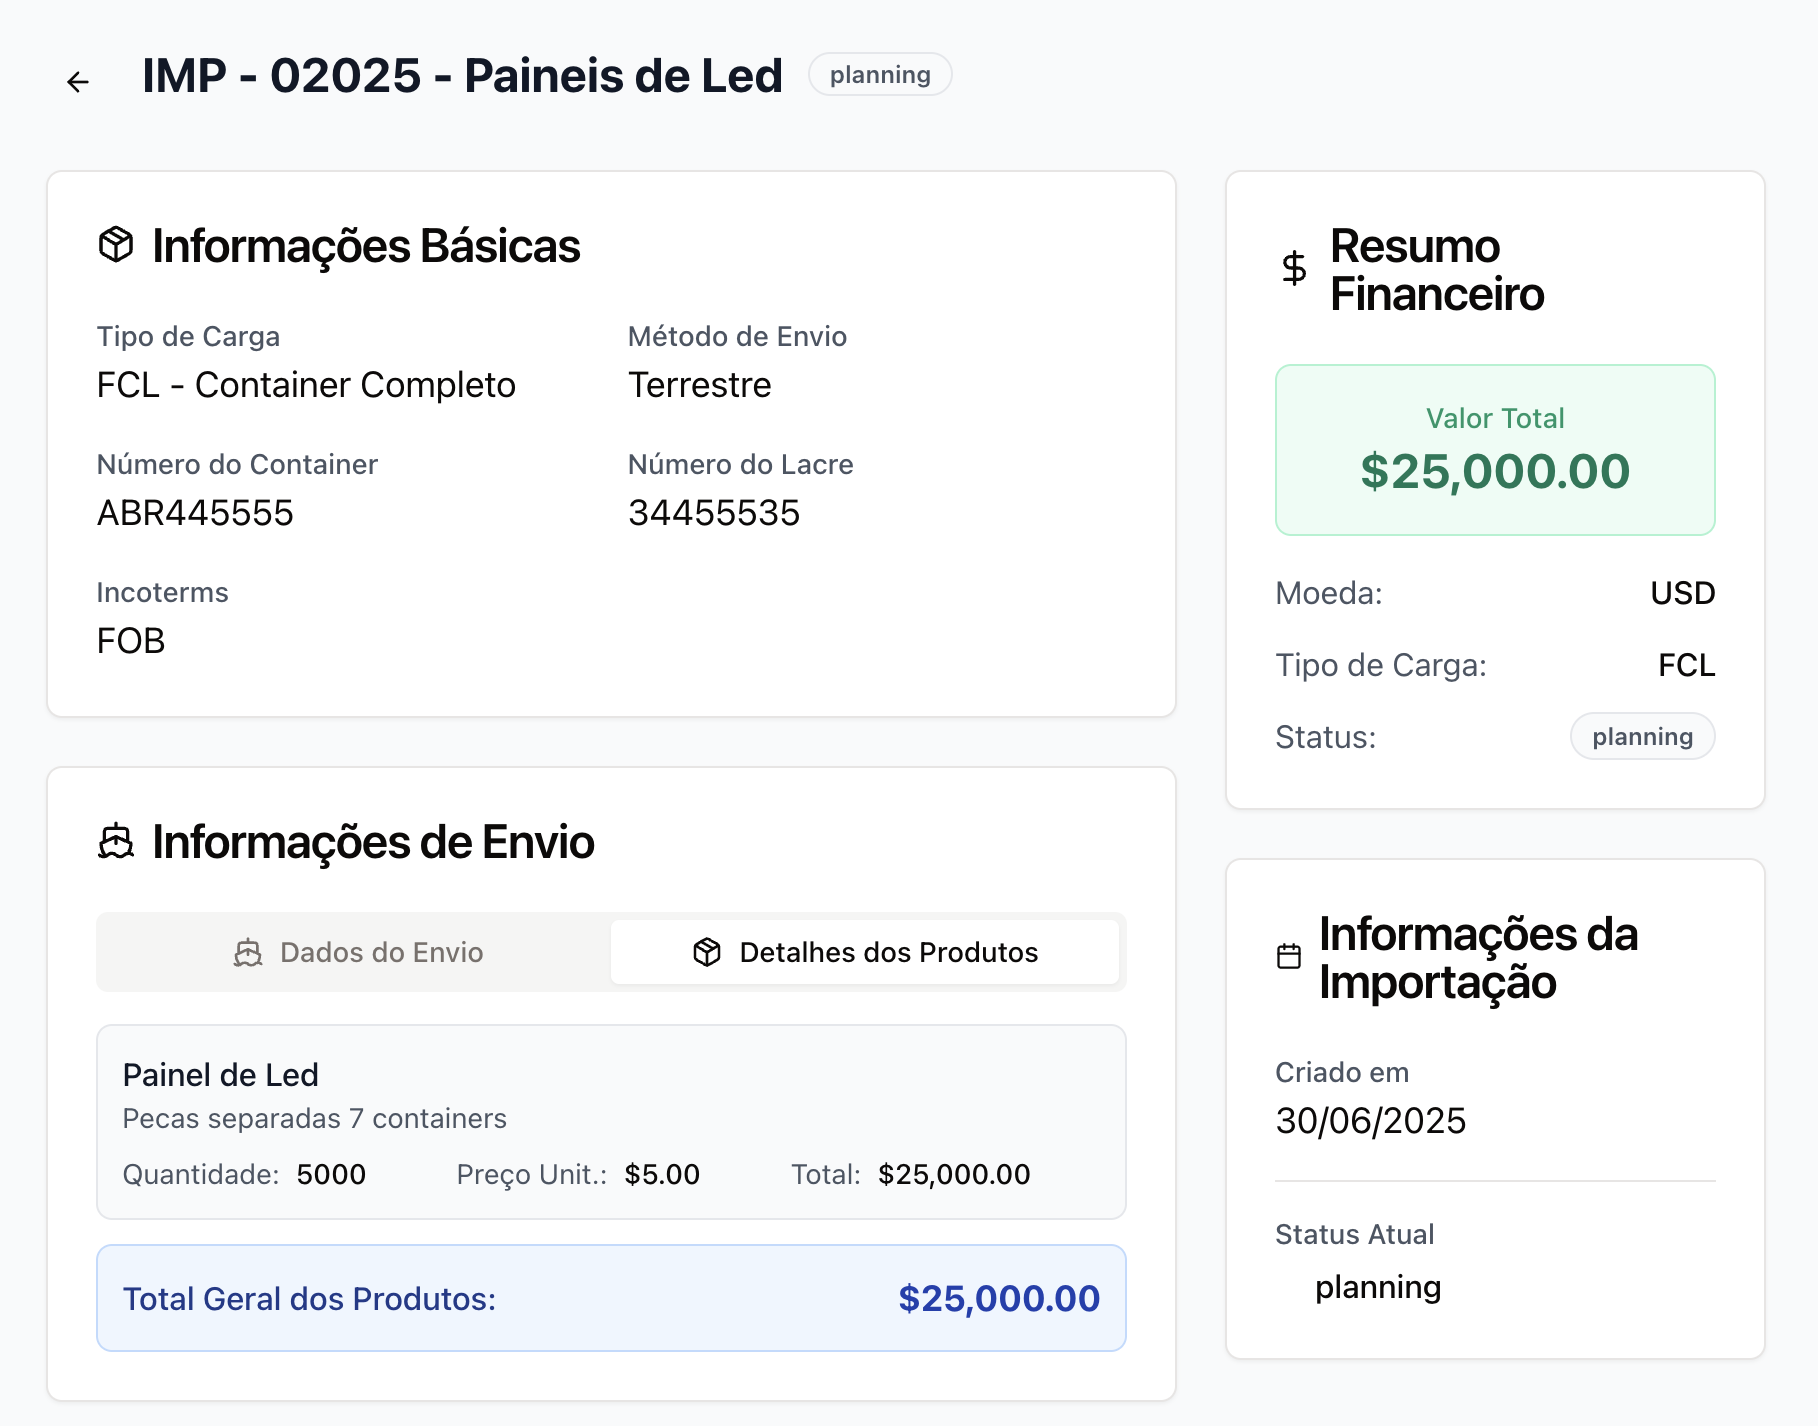 IMP - 02025 - Paineis de Led
planning
Informações Básicas
Tipo de Carga
FCL - Container Completo
Método de Envio
Terrestre
Número do Container
ABR445555
Número do Lacre
34455535
Incoterms
FOB
Informações de Envio
Dados do Envio
Detalhes dos Produtos
Painel de Led
Pecas separadas 7 containers
Quantidade: 5000 Preço Unit.: $5.00 Total: $25,000.00
Total Geral dos Produtos: $25,000.00
Resumo
Financeiro
Valor Total
$25,000.00
Moeda: USD
Tipo de Carga: FCL
Status: planning
Informações da
Importação
Criado em
30/06/2025
Status Atual
planning